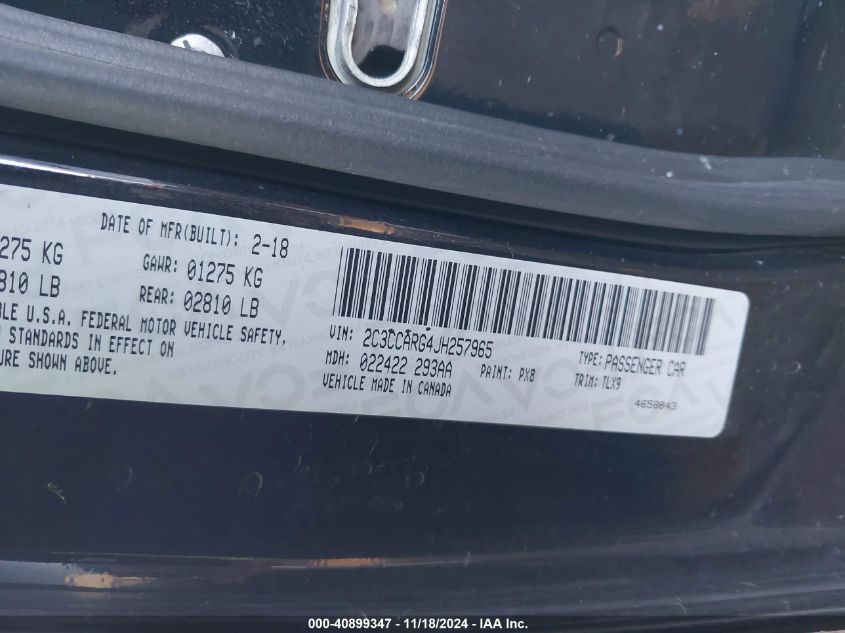 DATE OF MFR(BUILT): 2-18
275 KG GAWR: 01275 KG
810 LB REAR: 02810 LB
BLE U.S.A. FEDERAL MOTOR VEHICLE SAFETY,
STANDARDS IN EFFECT ON
URE SHOWN ABOVE.
VIN: 2C3CCARG4JH257965 TYPE: PASSENGER CAR
MDH: 022422 293AA PAINT: PX8 TRIM: TLX9
VEHICLE MADE IN CANADA 4658843
000-40899347 - 11/18/2024 - IAA Inc.